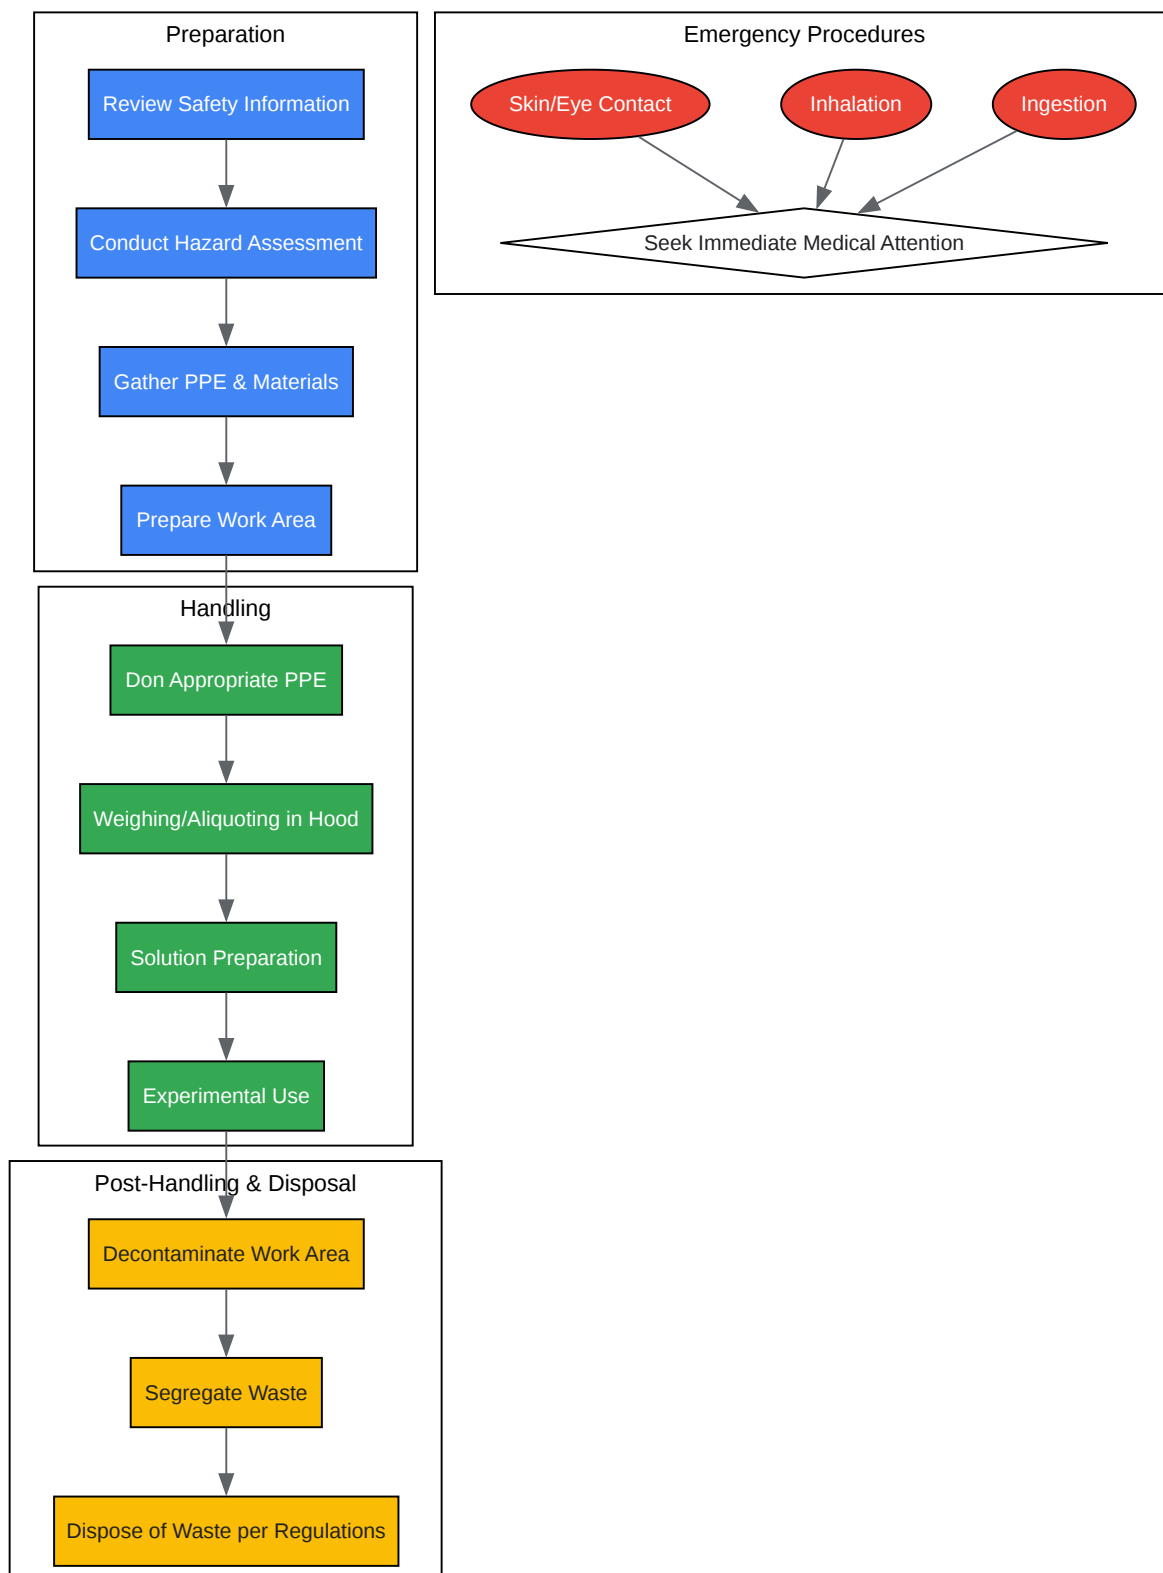 Preparation
Review Safety Information
Conduct Hazard Assessment
Gather PPE & Materials
Prepare Work Area
Handling
Don Appropriate PPE
Weighing/Aliquoting in Hood
Solution Preparation
Experimental Use
Post-Handling & Disposal
Decontaminate Work Area
Segregate Waste
Dispose of Waste per Regulations
Emergency Procedures
Skin/Eye Contact
Inhalation
Ingestion
Seek Immediate Medical Attention